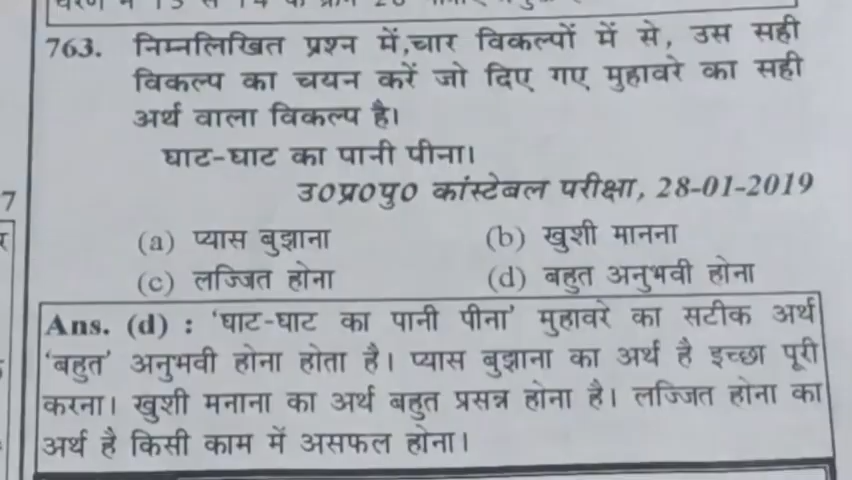 763. निम्नलिखित प्रश्न में,चार विकल्पों में से, उस सही
विकल्प का चयन करें जो दिए गए मुहावरे का सही
अर्थ वाला विकल्प है।
घाट-घाट का पानी पीना।
उ०प्र०पु० कांस्टेबल परीक्षा, 28-01-2019
7
(a) प्यास बुझाना (b) खुशी मानना
(c) लज्जित होना (d) बहुत अनुभवी होना
Ans. (d) : 'घाट-घाट का पानी पीना' मुहावरे का सटीक अर्थ
'बहुत' अनुभवी होना होता है। प्यास बुझाना का अर्थ है इच्छा पूरी
करना। खुशी मनाना का अर्थ बहुत प्रसन्न होना है। लज्जित होना का
अर्थ है किसी काम में असफल होना।